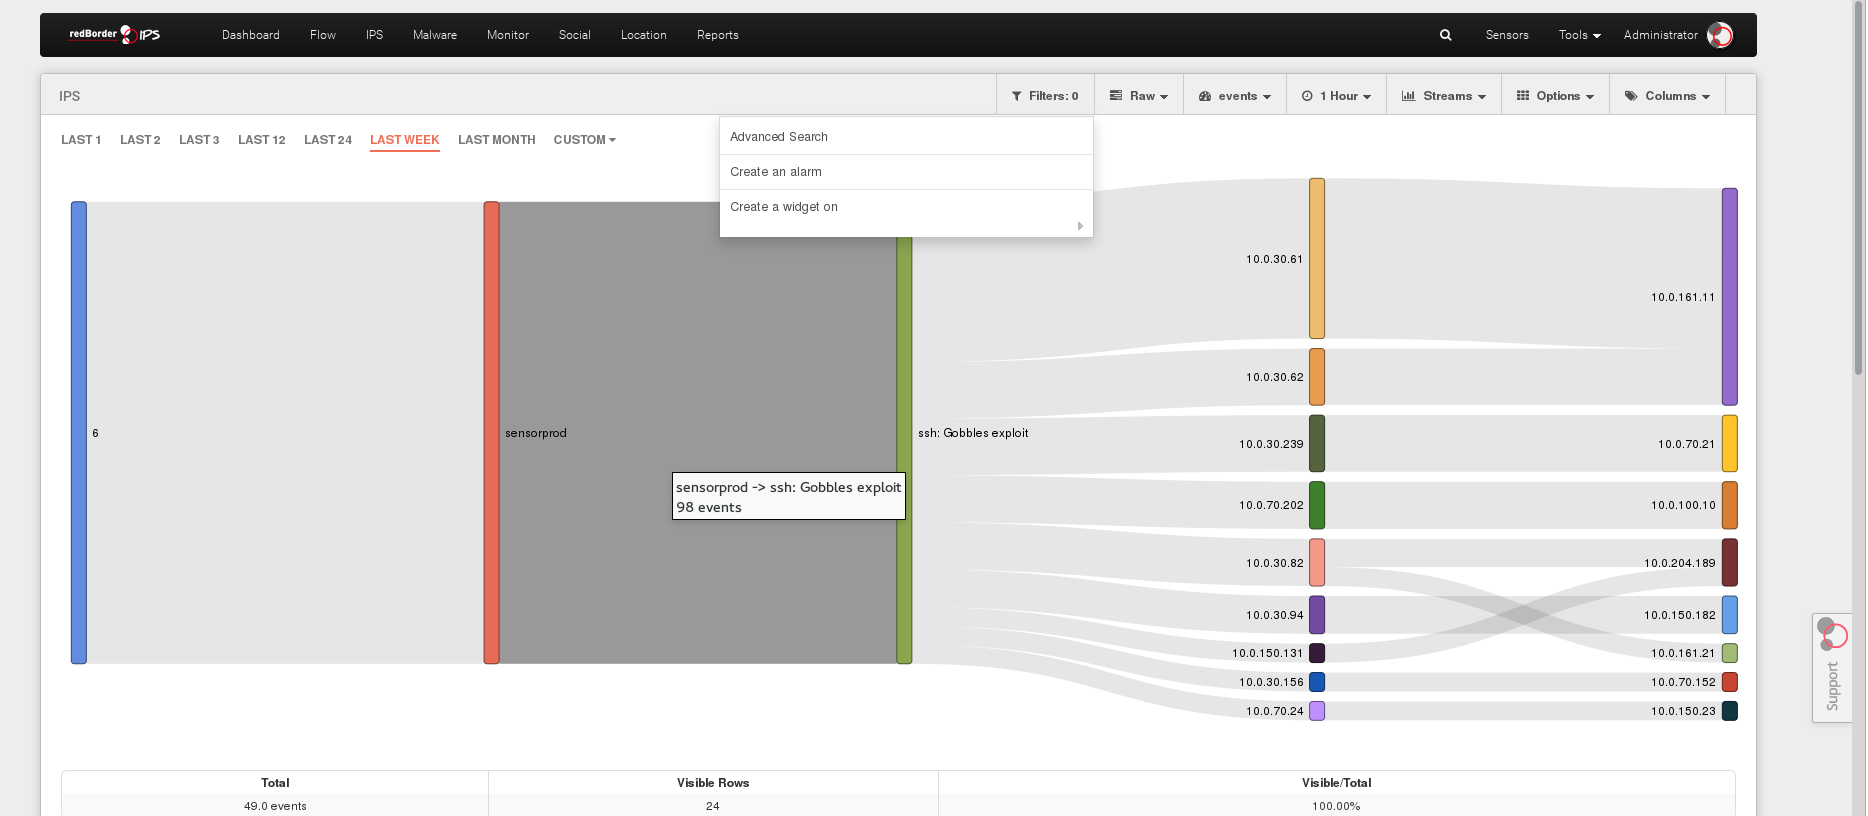 redBorder IPS Dashboard Flow IPS Malware Monitor Social Location Reports Sensors Tools Administrator
IPS Filters: 0 Raw events 1 Hour Streams Options Columns
LAST 1 LAST 2 LAST 3 LAST 12 LAST 24 LAST WEEK LAST MONTH CUSTOM
Advanced Search
Create an alarm
Create a widget on
10.0.30.61
10.0.161.11
10.0.30.62
6 sensorprod ssh: Gobbles exploit
10.0.30.239 10.0.70.21
sensorprod -> ssh: Gobbles exploit
98 events
10.0.70.202 10.0.100.10
10.0.30.82 10.0.204.189
10.0.30.94 10.0.150.182
10.0.150.131 10.0.161.21
10.0.30.156 10.0.70.152
10.0.70.24 10.0.150.23
Support
Total Visible Rows Visible/Total
49.0 events 24 100.00%